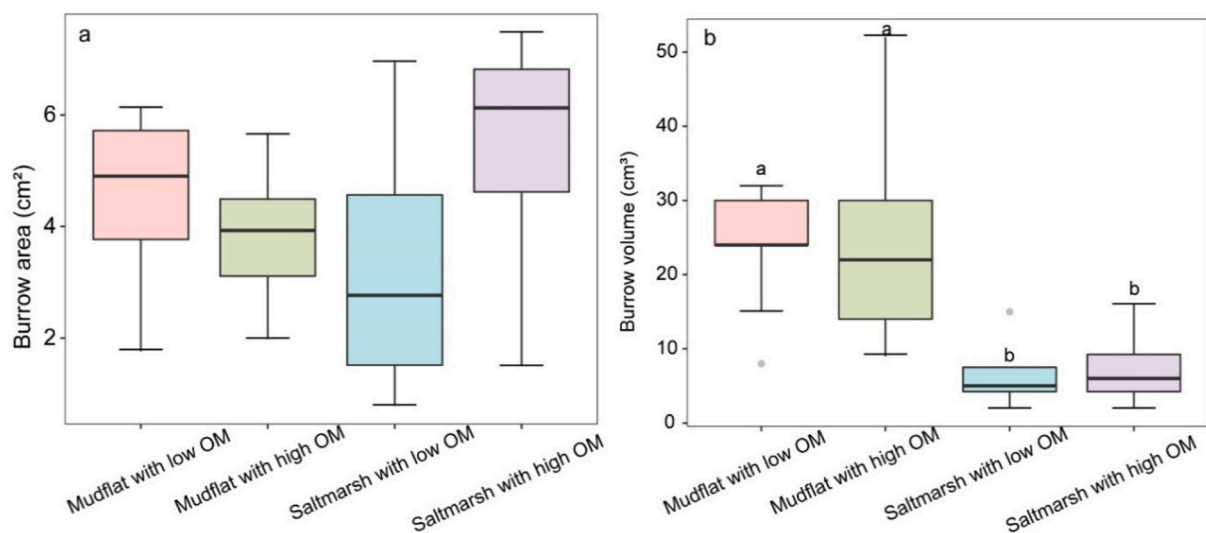 a
Burrow area (cm²)
6
4
2
Mudflat with low OM
Mudflat with high OM
Saltmarsh with low OM
Saltmarsh with high OM
b
Burrow volume (cm³)
50
40
30
20
10
0
a
a
b
b
Mudflat with low OM
Mudflat with high OM
Saltmarsh with low OM
Saltmarsh with high OM